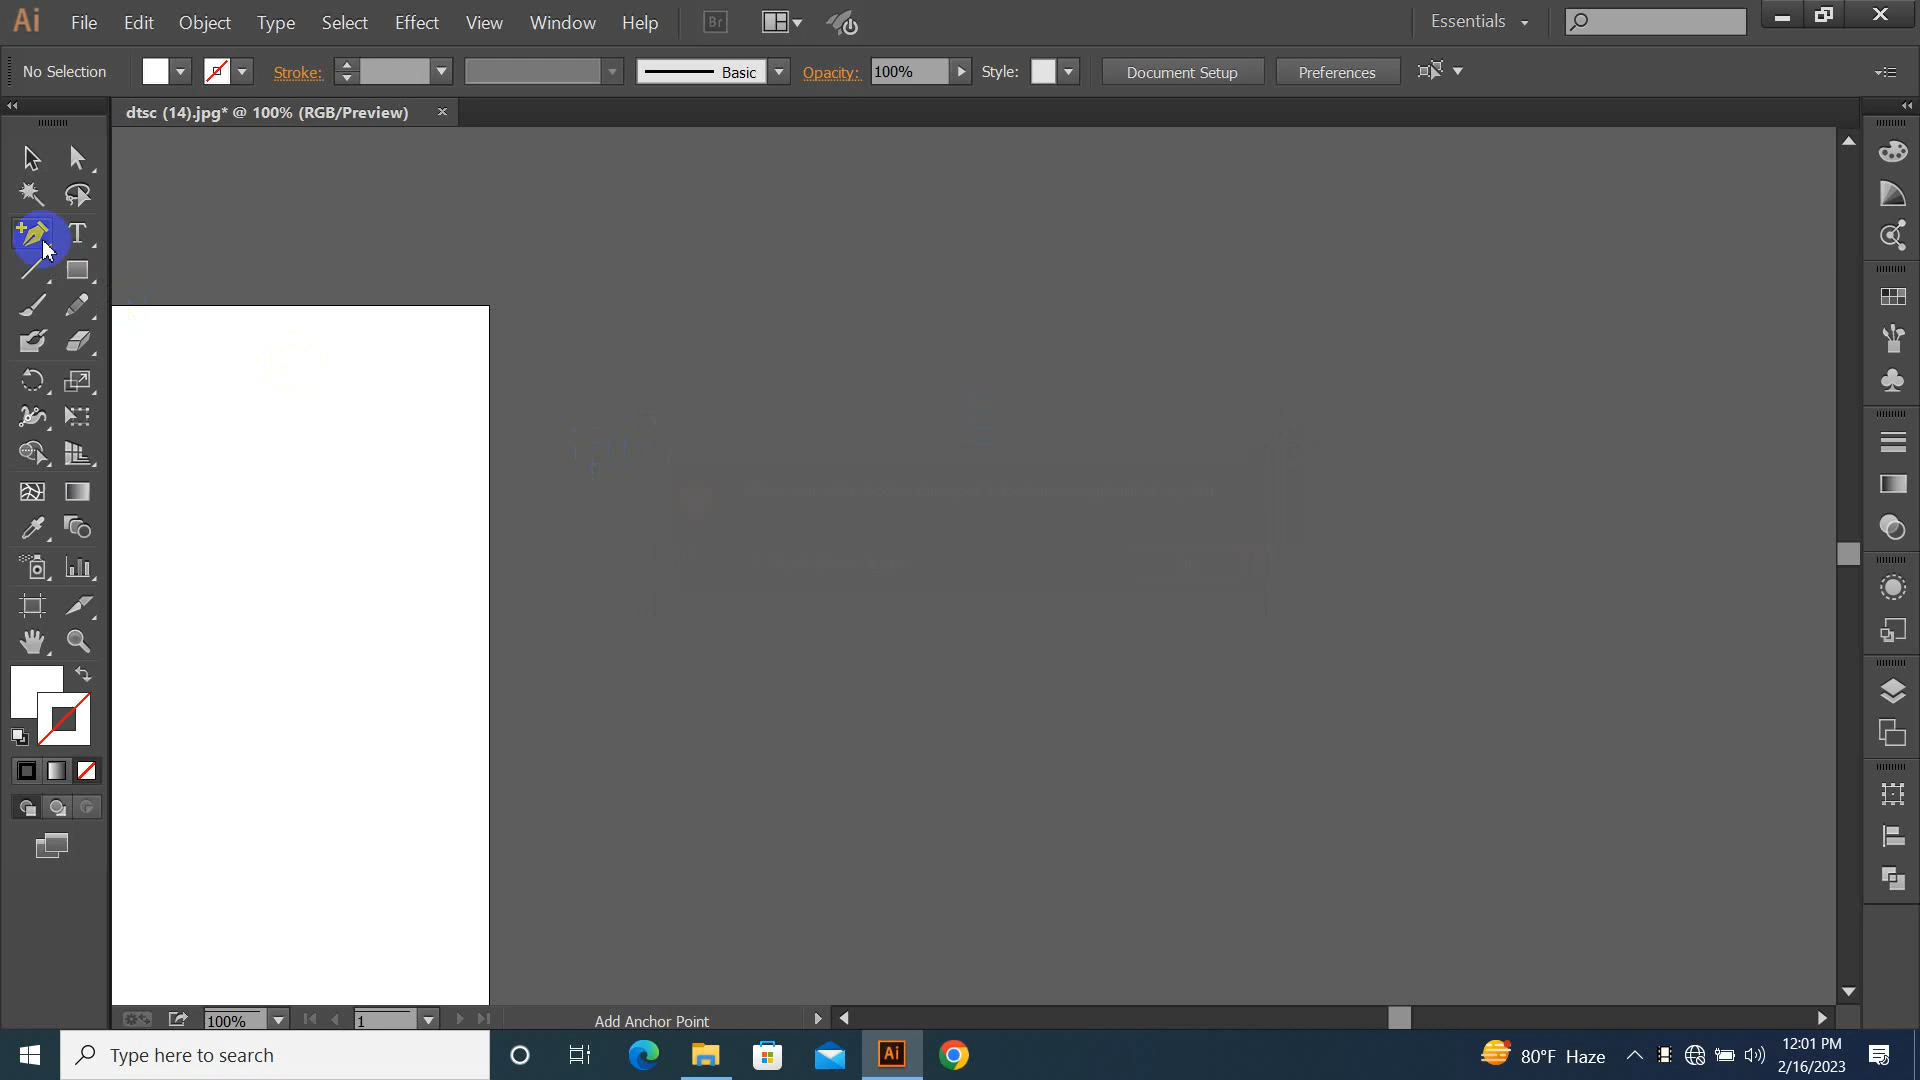 Ai File Edit Object Type Select Effect View Window Help Br Essentials
No Selection Stroke: Basic Opacity: 100% Style: Document Setup Preferences
dtsc (14).jpg* @ 100% (RGB/Preview)
T
100% 1 Add Anchor Point
Type here to search Ai 80°F Haze 12:01 PM
2/16/2023